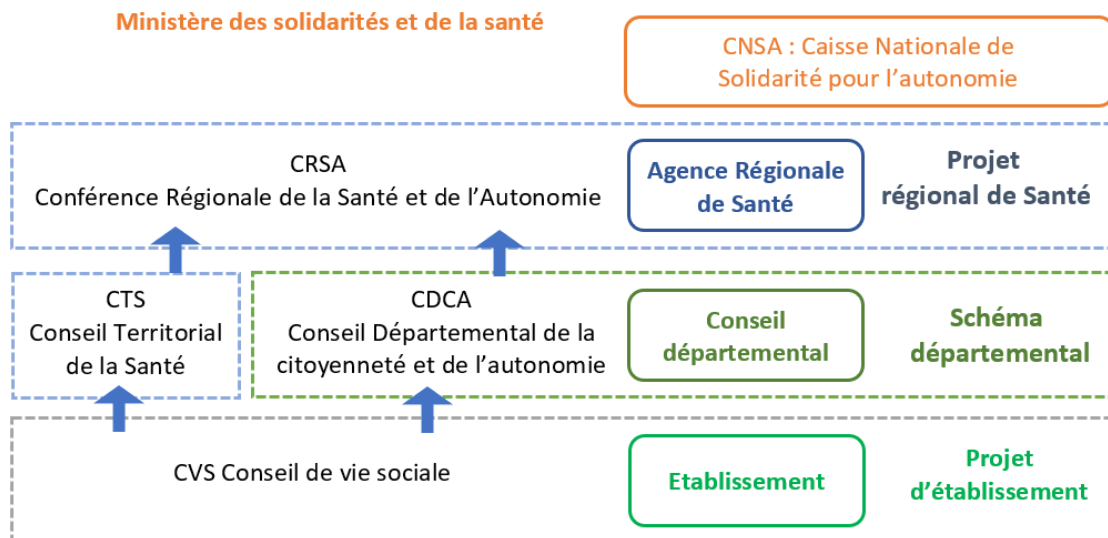 Ministère des solidarités et de la santé
CNSA : Caisse Nationale de
Solidarité pour l’autonomie
CRSA
Conférence Régionale de la Santé et de l’Autonomie
Agence Régionale
de Santé
Projet
régional de Santé
CTS
Conseil Territorial
de la Santé
CDCA
Conseil Départemental de la
citoyenneté et de l’autonomie
Conseil
départemental
Schéma
départemental
CVS Conseil de vie sociale
Etablissement
Projet
d’établissement